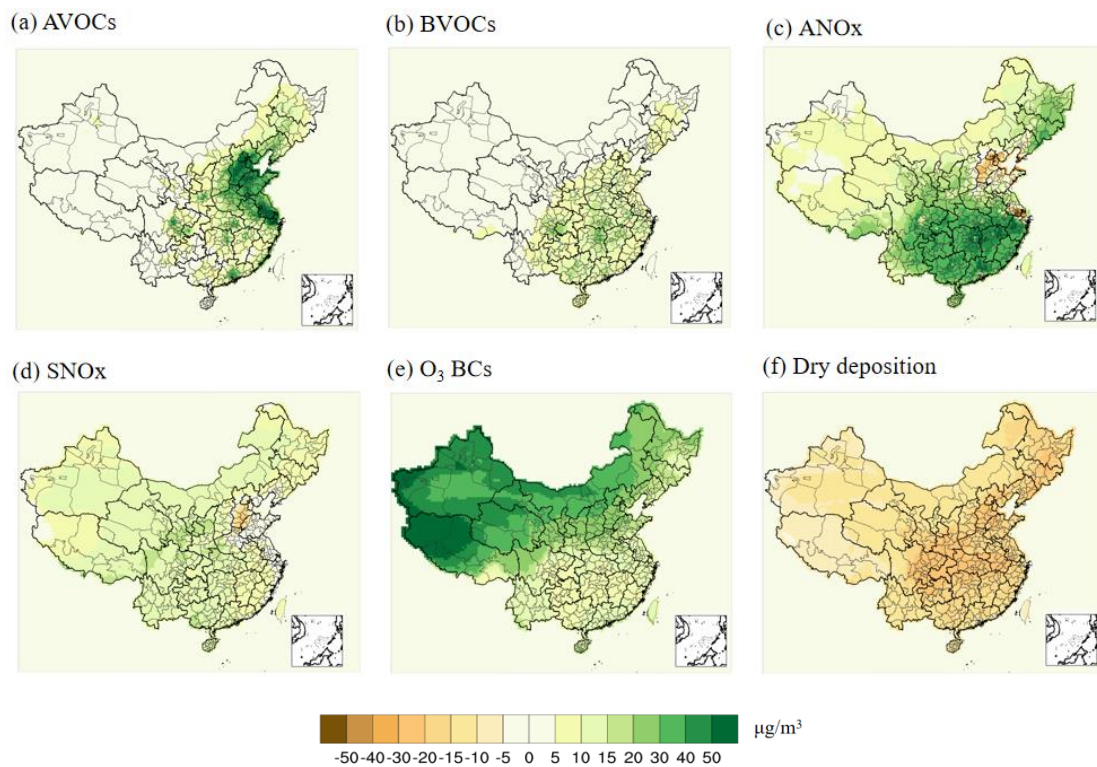 (a) AVOCs
(b) BVOCs
(c) ANOx
(d) SNOx
(e) O₃ BCs
(f) Dry deposition
-50 -40 -30 -20 -15 -10 -5 0 5 10 15 20 30 40 50
μg/m³